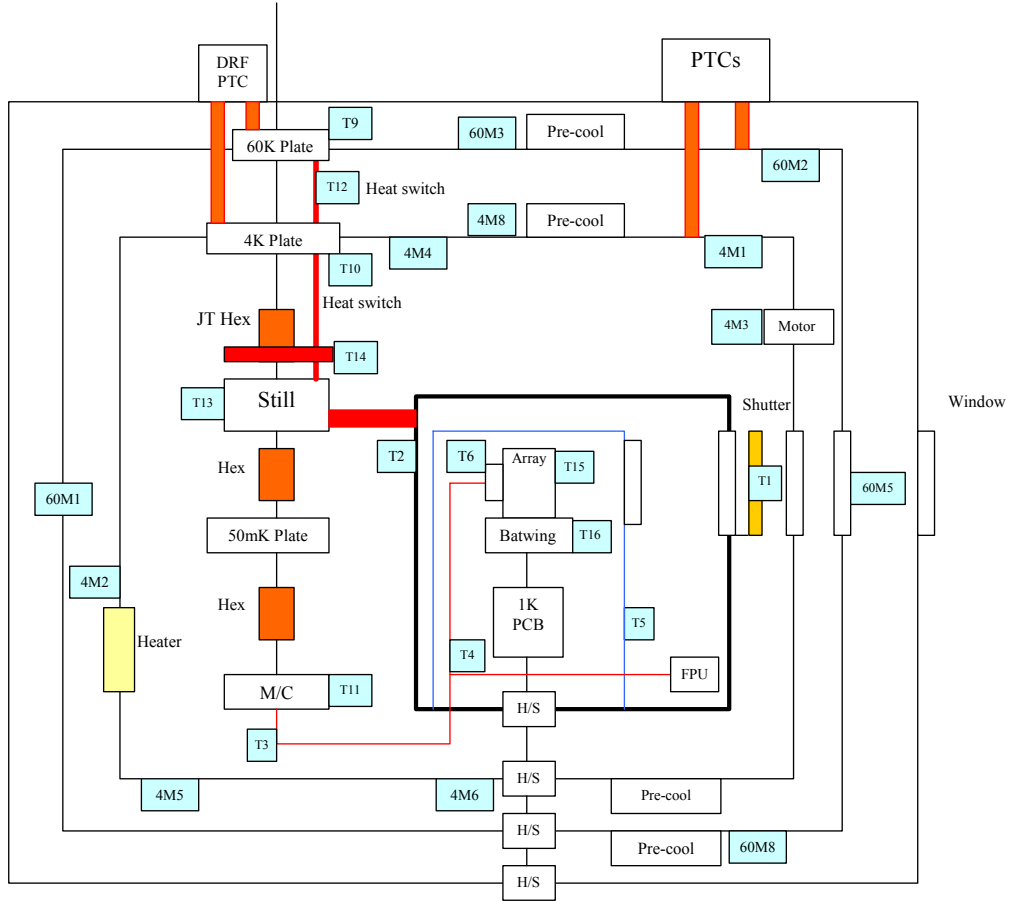 DRF
PTC
PTCs
T9
60M3
Pre-cool
60K Plate
60M2
T12
Heat switch
4M8
Pre-cool
4K Plate
4M4
4M1
T10
Heat switch
JT Hex
4M3
Motor
T14
T13
Still
Shutter
Window
T2
T6
Array
T15
Hex
T1
60M5
60M1
50mK Plate
Batwing
T16
4M2
Hex
1K
PCB
T5
Heater
T4
FPU
M/C
T11
H/S
T3
H/S
4M5
4M6
Pre-cool
H/S
Pre-cool
60M8
H/S